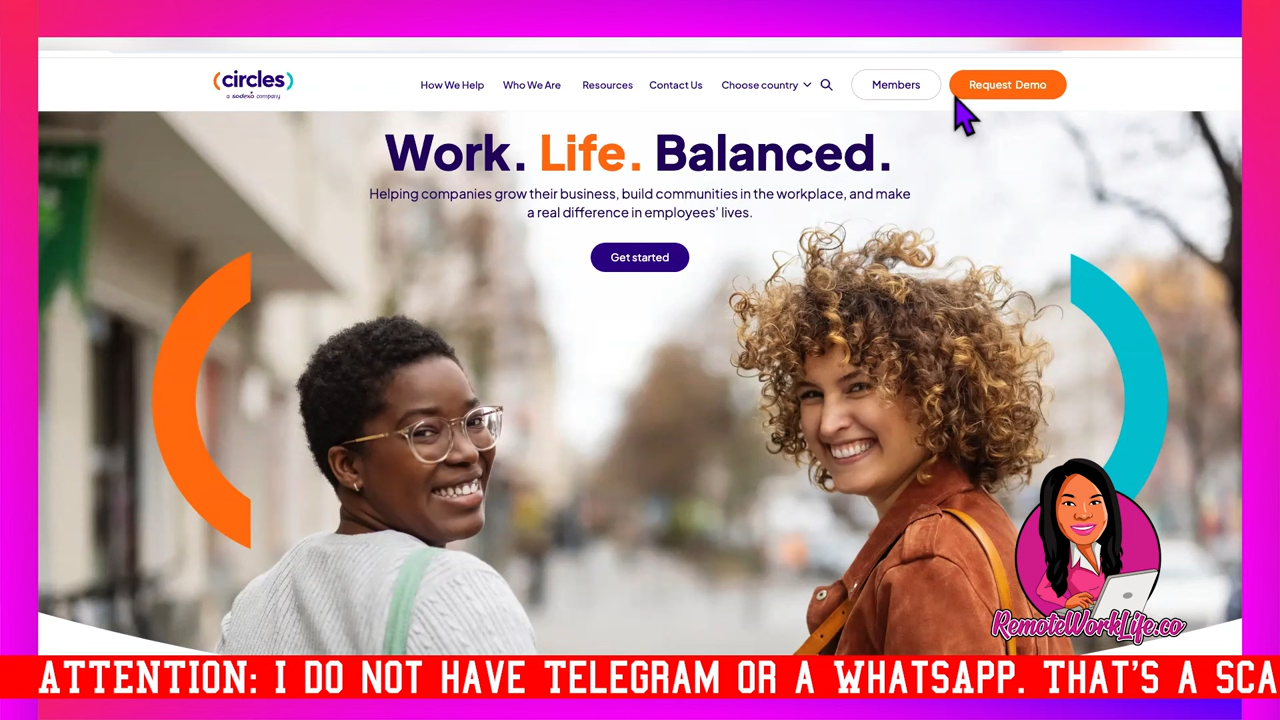 (circles)
a sodexo company
How We Help
Who We Are
Resources
Contact Us
Choose country
Members
Request Demo
Work. Life. Balanced.
Helping companies grow their business, build communities in the workplace, and make
a real difference in employees' lives.
Get started
RemoteWorkLife.co
ATTENTION: I DO NOT HAVE TELEGRAM OR A WHATSAPP. THAT'S A SCA